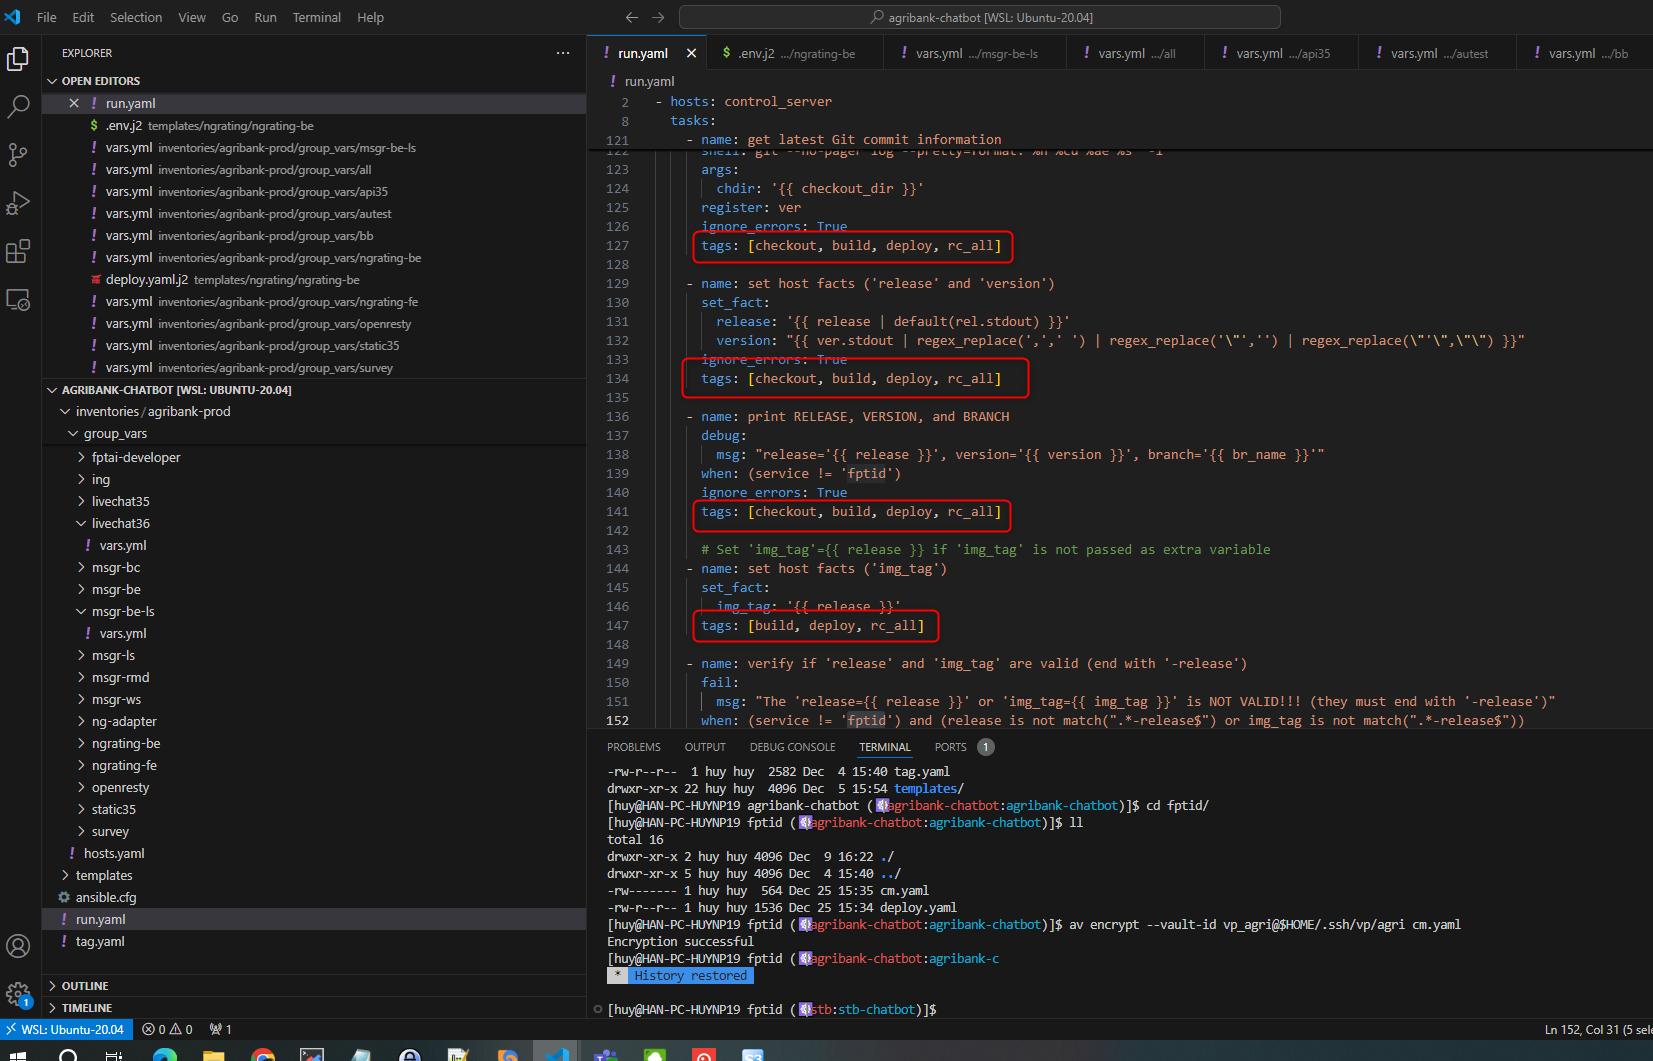 File Edit Selection View Go Run Terminal Help
agribank-chatbot [WSL: Ubuntu-20.04]
EXPLORER
OPEN EDITORS
run.yaml
.env.j2 templates/ngrating/ngrating-be
vars.yml inventories/agribank-prod/group_vars/msgr-be-ls
vars.yml inventories/agribank-prod/group_vars/all
vars.yml inventories/agribank-prod/group_vars/api35
vars.yml inventories/agribank-prod/group_vars/autest
vars.yml inventories/agribank-prod/group_vars/bb
vars.yml inventories/agribank-prod/group_vars/ngrating-be
deploy.yaml.j2 templates/ngrating/ngrating-be
vars.yml inventories/agribank-prod/group_vars/ngrating-fe
vars.yml inventories/agribank-prod/group_vars/openresty
vars.yml inventories/agribank-prod/group_vars/static35
vars.yml inventories/agribank-prod/group_vars/survey
AGRIBANK-CHATBOT [WSL: UBUNTU-20.04]
inventories/agribank-prod
group_vars
fptai-developer
ing
livechat35
livechat36
vars.yml
msgr-bc
msgr-be
msgr-be-ls
vars.yml
msgr-ls
msgr-rmd
msgr-ws
ng-adapter
ngrating-be
ngrating-fe
openresty
static35
survey
hosts.yaml
templates
ansible.cfg
run.yaml
tag.yaml
OUTLINE
TIMELINE
run.yaml
.env.j2 .../ngrating-be
vars.yml .../msgr-be-ls
vars.yml .../all
vars.yml .../api35
vars.yml .../autest
vars.yml .../bb
run.yaml
2 - hosts: control_server
8 tasks:
121 - name: get latest Git commit information
122 shell: git --no-pager log --pretty=format:"%h %cd %ae %s" -1
123 args:
124 chdir: '{{ checkout_dir }}'
125 register: ver
126 ignore_errors: True
127 tags: [checkout, build, deploy, rc_all]
128
129 - name: set host facts ('release' and 'version')
130 set_fact:
131 release: '{{ release | default(rel.stdout) }}'
132 version: "{{ ver.stdout | regex_replace(',',' ') | regex_replace('\"','') | regex_replace(\"'\",\"\") }}"
133 ignore_errors: True
134 tags: [checkout, build, deploy, rc_all]
135
136 - name: print RELEASE, VERSION, and BRANCH
137 debug:
138 msg: "release='{{ release }}', version='{{ version }}', branch='{{ br_name }}'"
139 when: (service != 'fptid')
140 ignore_errors: True
141 tags: [checkout, build, deploy, rc_all]
142
143 # Set 'img_tag'={{ release }} if 'img_tag' is not passed as extra variable
144 - name: set host facts ('img_tag')
145 set_fact:
146 img_tag: '{{ release }}'
147 tags: [build, deploy, rc_all]
148
149 - name: verify if 'release' and 'img_tag' are valid (end with '-release')
150 fail:
151 msg: "The 'release={{ release }}' or 'img_tag={{ img_tag }}' is NOT VALID!!! (they must end with '-release')"
152 when: (service != 'fptid') and (release is not match(".*-release$") or img_tag is not match(".*-release$"))
PROBLEMS OUTPUT DEBUG CONSOLE TERMINAL PORTS 1
-rw-r--r-- 1 huy huy 2582 Dec 4 15:40 tag.yaml
drwxr-xr-x 22 huy huy 4096 Dec 5 15:54 templates/
[huy@HAN-PC-HUYNP19 agribank-chatbot (agribank-chatbot:agribank-chatbot)]$ cd fptid/
[huy@HAN-PC-HUYNP19 fptid (agribank-chatbot:agribank-chatbot)]$ ll
total 16
drwxr-xr-x 2 huy huy 4096 Dec 9 16:22 ./
drwxr-xr-x 5 huy huy 4096 Dec 4 15:40 ../
-rw------- 1 huy huy 564 Dec 25 15:35 cm.yaml
-rw-r--r-- 1 huy huy 1536 Dec 25 15:34 deploy.yaml
[huy@HAN-PC-HUYNP19 fptid (agribank-chatbot:agribank-chatbot)]$ av encrypt --vault-id vp_agri@$HOME/.ssh/vp/agri cm.yaml
Encryption successful
[huy@HAN-PC-HUYNP19 fptid (agribank-chatbot:agribank-c
* History restored
[huy@HAN-PC-HUYNP19 fptid (stb:stb-chatbot)]$
1
WSL: Ubuntu-20.04 0 0 1
Ln 152, Col 31 (5 sele
S3